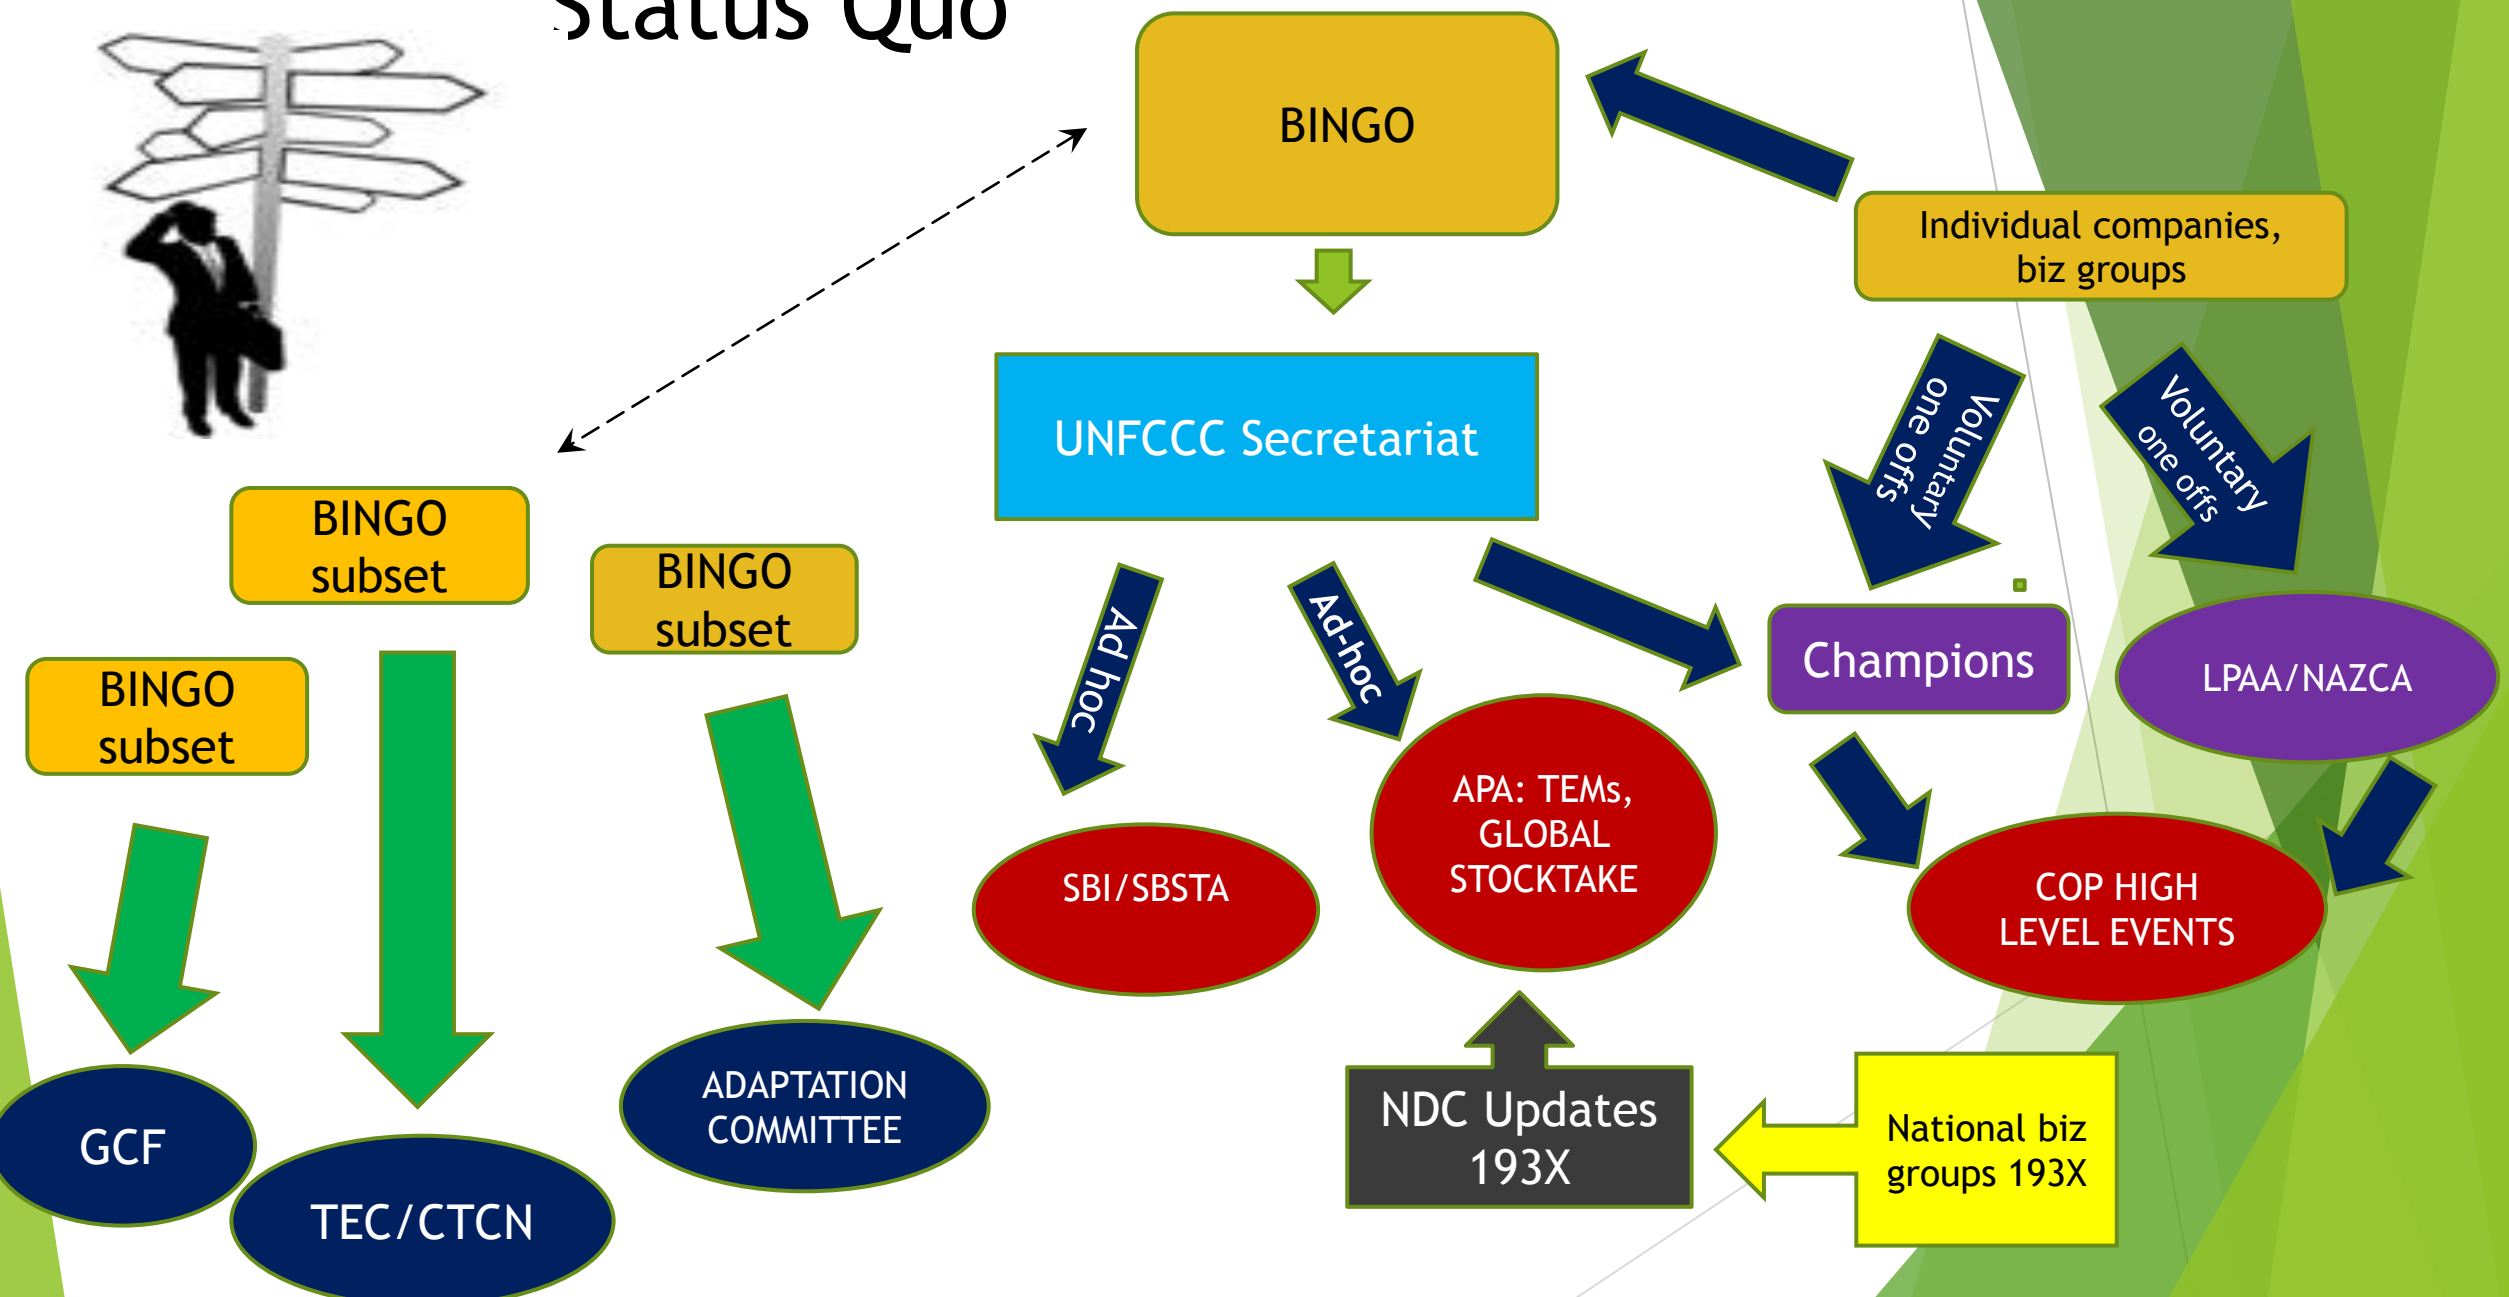 Status Quo
BINGO
Individual companies,
biz groups
UNFCCC Secretariat
Voluntary
one offs
Voluntary
one offs
BINGO
subset
BINGO
subset
BINGO
subset
Ad hoc
Ad-hoc
Champions
LPAA/NAZCA
APA: TEMs,
GLOBAL
STOCKTAKE
SBI/SBSTA
COP HIGH
LEVEL EVENTS
ADAPTATION
COMMITTEE
GCF
TEC/CTCN
NDC Updates
193X
National biz
groups 193X